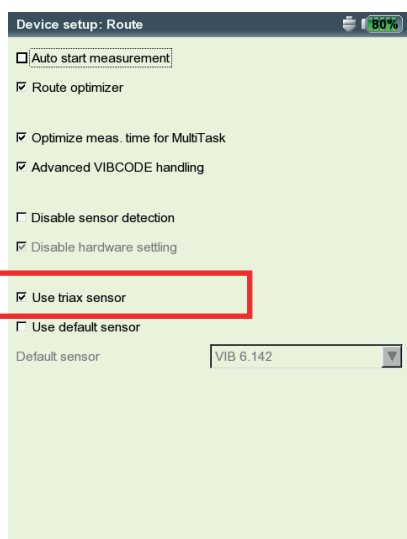 Device setup: Route 80%
Auto start measurement
Route optimizer
Optimize meas. time for MultiTask
Advanced VIBCODE handling
Disable sensor detection
Disable hardware settling
Use triax sensor
Use default sensor
Default sensor VIB 6.142